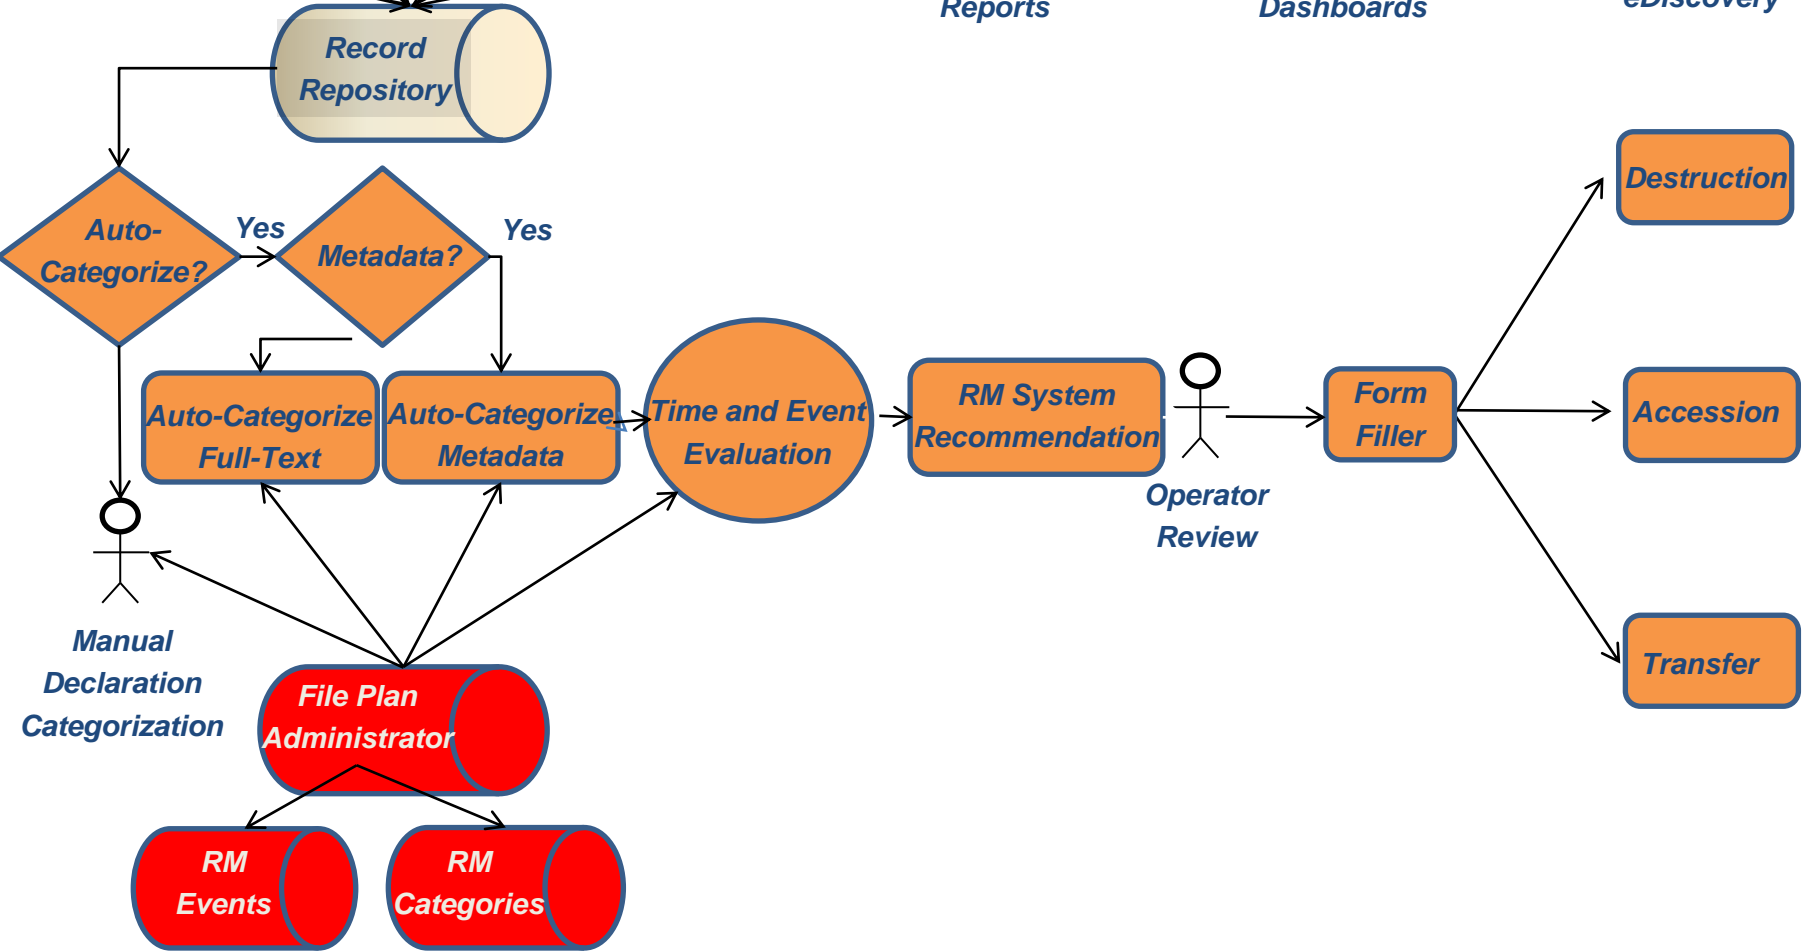 Reports
Dashboards
eDiscovery
Record
Repository
Destruction
Auto-
Categorize?
Yes
Metadata?
Yes
Auto-Categorize
Full-Text
Auto-Categorize
Metadata
Time and Event
Evaluation
RM System
Recommendation
Operator
Review
Form
Filler
Accession
Manual
Declaration
Categorization
File Plan
Administrator
Transfer
RM
Events
RM
Categories